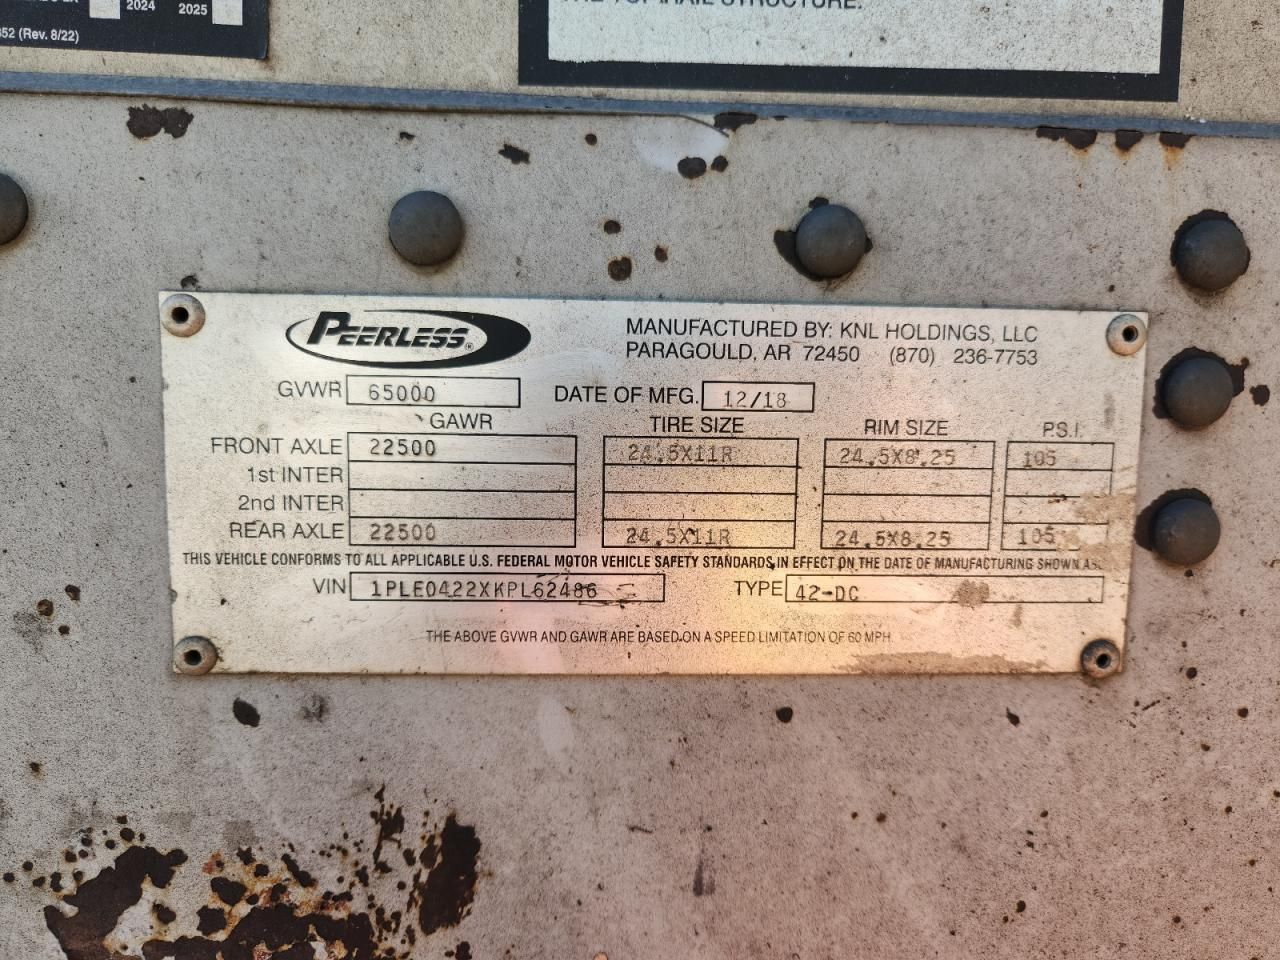 2024
2025
352 (Rev. 8/22)
STRUCTURE.
PEERLESS®
MANUFACTURED BY: KNL HOLDINGS, LLC
PARAGOULD, AR 72450 (870) 236-7753
GVWR 65000 DATE OF MFG. 12/18
GAWR TIRE SIZE RIM SIZE P.S.I.
FRONT AXLE 22500 24.5X11R 24.5X8.25 105
1st INTER
2nd INTER
REAR AXLE 22500 24.5X11R 24.5X8.25 105
THIS VEHICLE CONFORMS TO ALL APPLICABLE U.S. FEDERAL MOTOR VEHICLE SAFETY STANDARDS, IN EFFECT ON THE DATE OF MANUFACTURING SHOWN
VIN 1PLE0422XKPL62486 TYPE 42-DC
THE ABOVE GVWR AND GAWR ARE BASED ON A SPEED LIMITATION OF 60 MPH